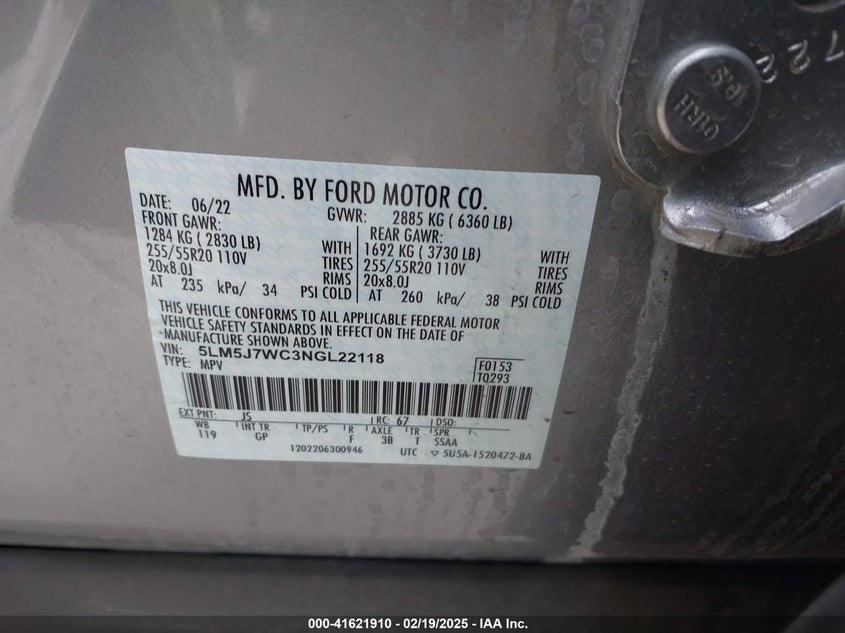 72C
10.9
01RH
MFD. BY FORD MOTOR CO.
DATE: 06/22 GVWR: 2885 KG ( 6360 LB)
FRONT GAWR: REAR GAWR:
1284 KG ( 2830 LB) WITH 1692 KG ( 3730 LB) WITH
255/55R20 110V TIRES 255/55R20 110V TIRES
20x8.0J RIMS 20x8.0J RIMS
AT 235 kPa/ 34 PSI COLD AT 260 kPa/ 38 PSI COLD
THIS VEHICLE CONFORMS TO ALL APPLICABLE FEDERAL MOTOR
VEHICLE SAFETY STANDARDS IN EFFECT ON THE DATE OF
MANUFACTURE SHOWN ABOVE.
VIN: 5LM5J7WC3NGL22118 F0153
TYPE: MPV T0293
EXT PNT: JS RC: 67 DSO:
WB INT TR TP/PS R AXLE TR SPR
119 GP F 3B T SSAA
1202206300946 UTC ▽ 5U5A-1520472-BA
000-41621910 — 02/19/2025 — IAA Inc.